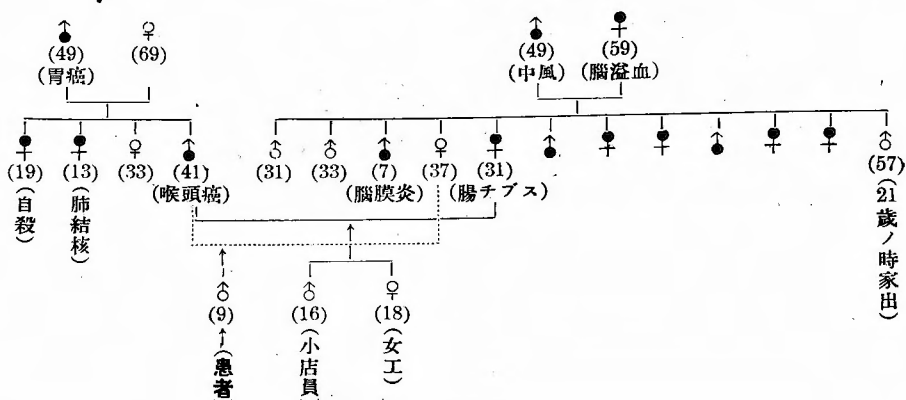 (49) (69) (49) (59)
(胃癌) (中風) (腦溢血)
(19) (13) (33) (41) (31) (33) (7) (37) (31) (57)
(自殺) (肺結核) (喉頭癌) (腦膜炎) (腸チブス) (21歳ノ時家出)
(9) (16) (18)
(患者) (小店員) (女工)